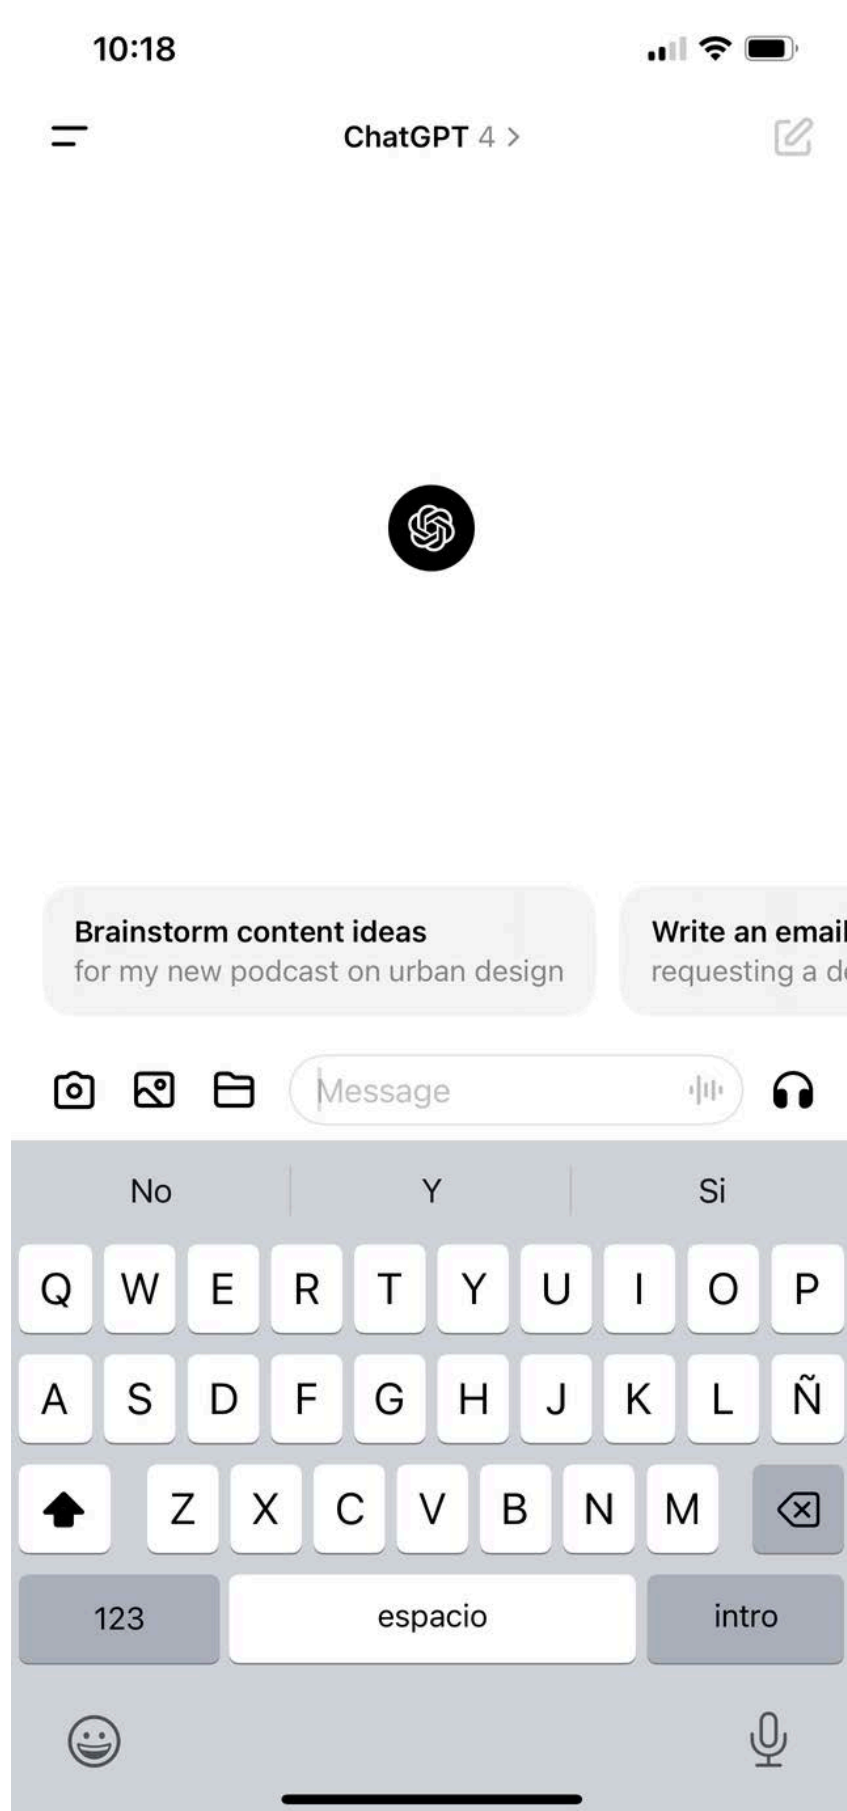 10:18
ChatGPT 4 >
Brainstorm content ideas
for my new podcast on urban design
Write an email
requesting a
Message
No Y Si
Q W E R T Y U I O P
A S D F G H J K L Ñ
Z X C V B N M
123 espacio intro